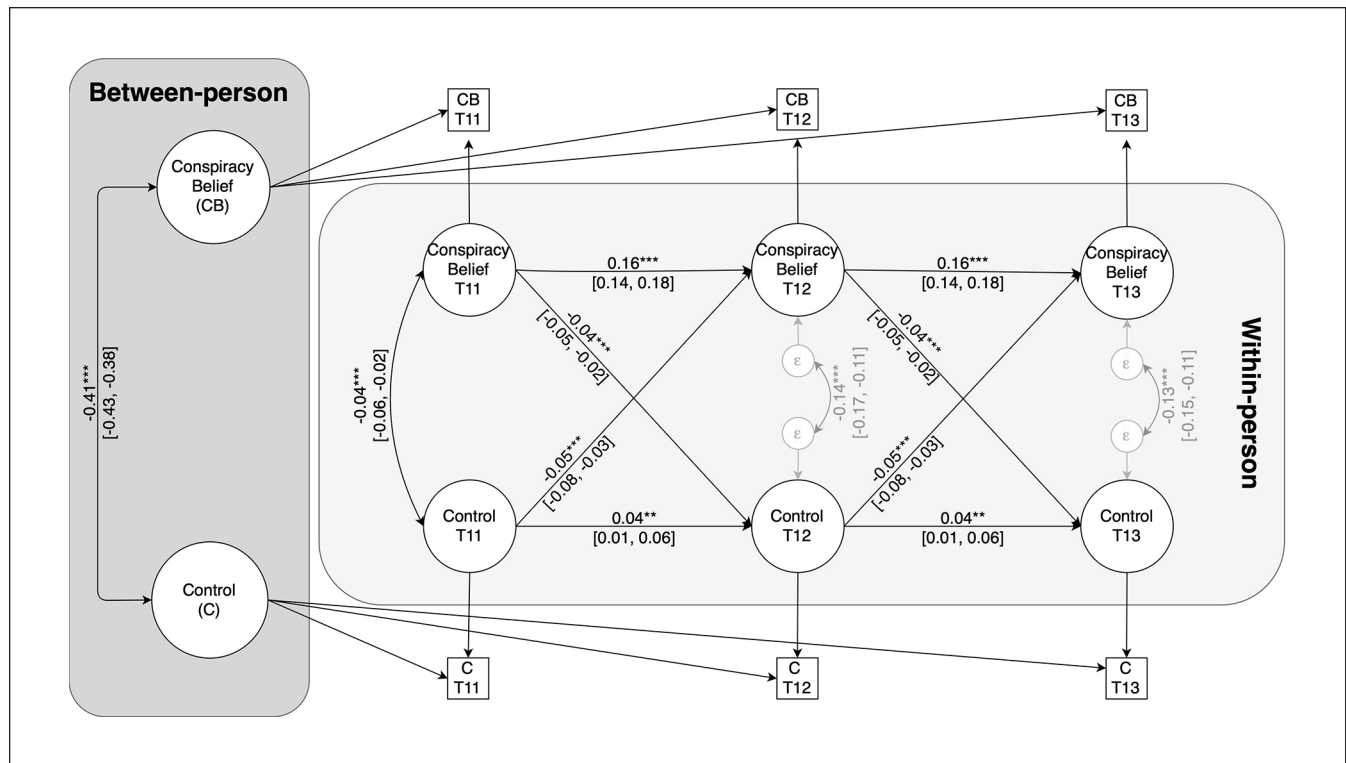 Between-person
Conspiracy
Belief
(CB)
-0.41***
[-0.43, -0.38]
Control
(C)
CB
T11
CB
T12
CB
T13
Conspiracy
Belief
T11
0.16***
[0.14, 0.18]
Conspiracy
Belief
T12
0.16***
[0.14, 0.18]
Conspiracy
Belief
T13
-0.04***
[-0.06, -0.02]
-0.04***
[-0.05, -0.02]
-0.05***
[-0.08, -0.03]
ε
ε
-0.14***
[-0.17, -0.11]
-0.04***
[-0.05, -0.02]
-0.05***
[-0.08, -0.03]
ε
ε
-0.13***
[-0.15, -0.11]
Within-person
Control
T11
0.04**
[0.01, 0.06]
Control
T12
0.04**
[0.01, 0.06]
Control
T13
C
T11
C
T12
C
T13